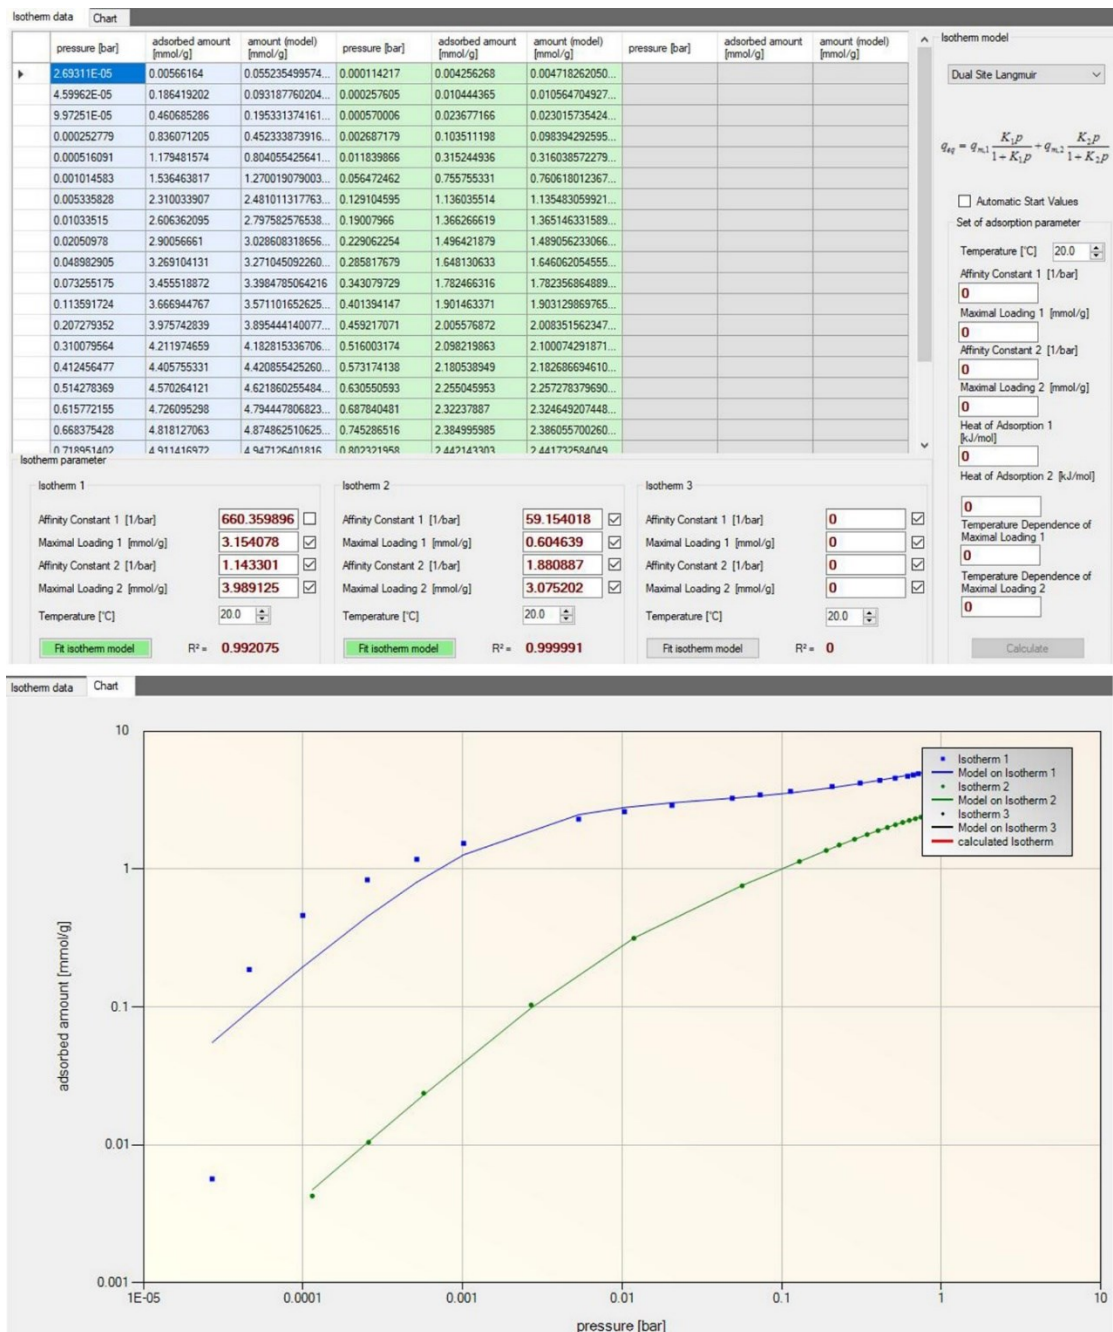 Isotherm data Chart
pressure [bar] adsorbed amount [mmol/g] amount (model) [mmol/g] pressure [bar] adsorbed amount [mmol/g] amount (model) [mmol/g] pressure [bar] adsorbed amount [mmol/g] amount (model) [mmol/g]
2.69311E-05 0.00566164 0.055235499574... 0.000114217 0.004256268 0.004718262050...
4.59962E-05 0.186419202 0.093187760204... 0.000257605 0.010444365 0.010564704927...
9.97251E-05 0.460685286 0.195331374161... 0.000570006 0.023677166 0.023015735424...
0.000252779 0.836071205 0.452333873916... 0.002687179 0.103511198 0.098394292595...
0.000516091 1.179481574 0.804055425641... 0.011839866 0.315244936 0.316038572279...
0.001014583 1.536463817 1.270019079003... 0.056472462 0.755755331 0.760618012367...
0.005335828 2.310033907 2.481011317763... 0.129104595 1.136035514 1.135483059921...
0.01033515 2.606362095 2.797582576538... 0.19007966 1.366266619 1.365146331589...
0.02050978 2.90056661 3.028608318656... 0.229062254 1.496421879 1.489056233066...
0.048982905 3.269104131 3.271045092260... 0.285817679 1.648130633 1.646062054555...
0.073255175 3.455518872 3.3984785064216 0.343079729 1.782466316 1.782356864889...
0.113591724 3.666944767 3.571101652625... 0.401394147 1.901463371 1.903129869765...
0.207279352 3.975742839 3.895444140077... 0.459217071 2.005576872 2.008351562347...
0.310079564 4.211974659 4.182815336706... 0.516003174 2.098219863 2.100074291871...
0.412456477 4.405755331 4.420855425260... 0.573174138 2.180538949 2.182686694610...
0.514278369 4.570264121 4.621860255484... 0.630550593 2.255045953 2.257278379690...
0.615772155 4.726095298 4.794447806823... 0.687840481 2.32237887 2.324649207448...
0.668375428 4.818127063 4.874862510625... 0.745286516 2.384995985 2.386055700260...
0.718951402 4.911416972 4.947126401816 0.802321958 2.442143303 2.441732584049
Isotherm model
Dual Site Langmuir
q_eq = q_m,1 K₁p / (1 + K₁p) + q_m,2 K₂p / (1 + K₂p)
Automatic Start Values
Set of adsorption parameter
Temperature [°C] 20.0
Affinity Constant 1 [1/bar]
0
Maximal Loading 1 [mmol/g]
0
Affinity Constant 2 [1/bar]
0
Maximal Loading 2 [mmol/g]
0
Heat of Adsorption 1
[kJ/mol]
0
Heat of Adsorption 2 [kJ/mol]
0
Temperature Dependence of
Maximal Loading 1
0
Temperature Dependence of
Maximal Loading 2
0
Calculate
Isotherm parameter
Isotherm 1
Affinity Constant 1 [1/bar] 660.359896
Maximal Loading 1 [mmol/g] 3.154078
Affinity Constant 2 [1/bar] 1.143301
Maximal Loading 2 [mmol/g] 3.989125
Temperature [°C] 20.0
Fit isotherm model R² = 0.992075
Isotherm 2
Affinity Constant 1 [1/bar] 59.154018
Maximal Loading 1 [mmol/g] 0.604639
Affinity Constant 2 [1/bar] 1.880887
Maximal Loading 2 [mmol/g] 3.075202
Temperature [°C] 20.0
Fit isotherm model R² = 0.999991
Isotherm 3
Affinity Constant 1 [1/bar] 0
Maximal Loading 1 [mmol/g] 0
Affinity Constant 2 [1/bar] 0
Maximal Loading 2 [mmol/g] 0
Temperature [°C] 20.0
Fit isotherm model R² = 0
Isotherm data Chart
10
1
0.1
0.01
0.001
adsorbed amount [mmol/g]
Isotherm 1
Model on Isotherm 1
Isotherm 2
Model on Isotherm 2
Isotherm 3
Model on Isotherm 3
calculated Isotherm
1E-05 0.0001 0.001 0.01 0.1 1 10
pressure [bar]